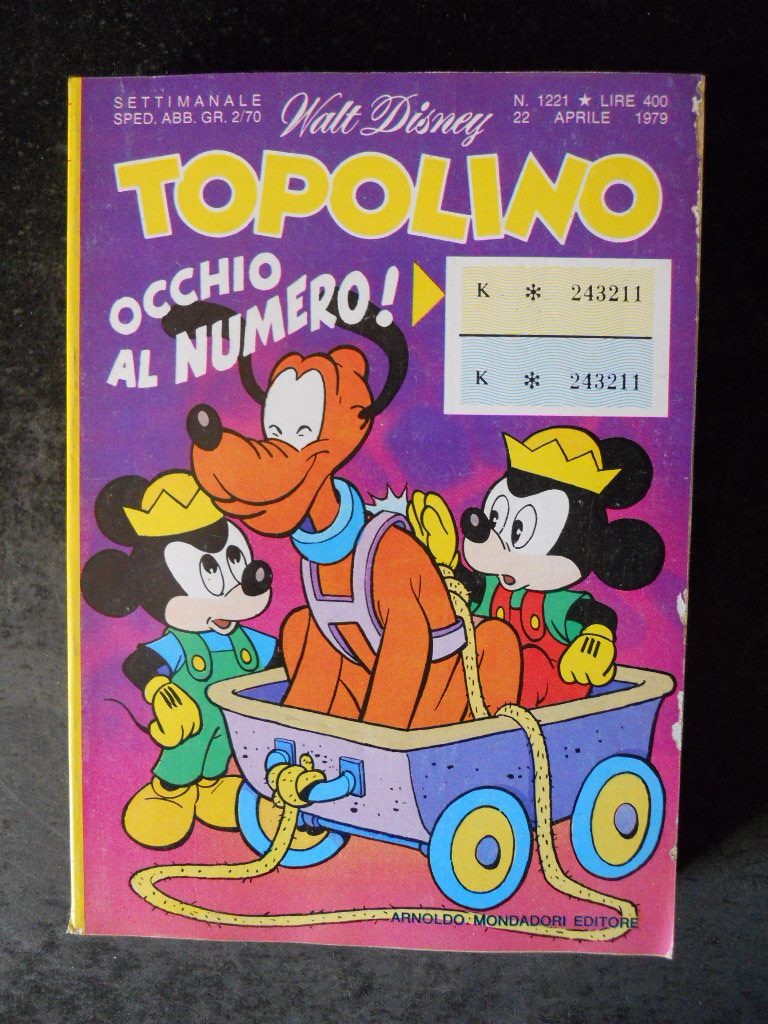 SETTIMANALE
SPED. ABB. GR. 2/70
Walt Disney
N. 1221 ★ LIRE 400
22 APRILE 1979
TOPOLINO
OCCHIO
AL NUMERO!
K * 243211
K * 243211
ARNOLDO MONDADORI EDITORE